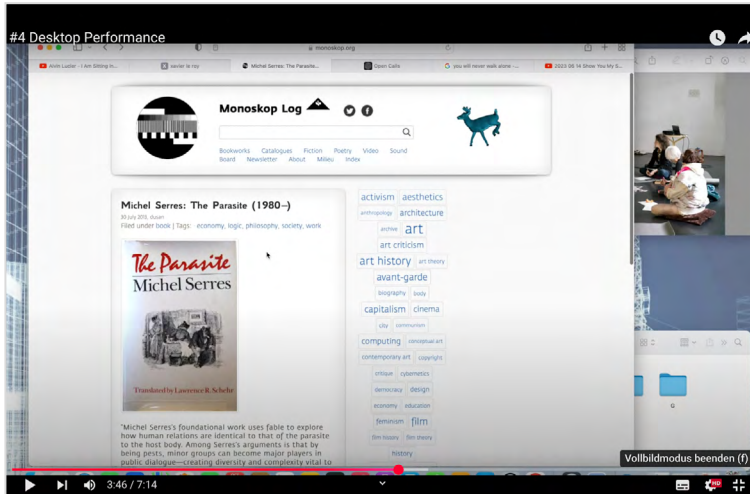 #4 Desktop Performance
monoskop.org
Alvin Lucier - I Am Sitting in...
xavier le roy
Michel Serres: The Parasite...
Open Calls
you will never walk alone -...
2023 05 14 Show You My S...
Monoskop Log
Bookworks Catalogues Fiction Poetry Video Sound
Board Newsletter About Milieu Index
Michel Serres: The Parasite (1980–)
30 July 2013, dusan
Filed under book | Tags: economy, logic, philosophy, society, work
The Parasite
Michel Serres
Translated by Lawrence R. Schehr
"Michel Serres's foundational work uses fable to explore
how human relations are identical to that of the parasite
to the host body. Among Serres's arguments is that by
being pests, minor groups can become major players in
public dialogue—creating diversity and complexity vital to
activism aesthetics
anthropology architecture
archive art
art criticism
art history art theory
avant-garde
biography body
capitalism cinema
city communism
computing conceptual art
contemporary art copyright
critique cybernetics
democracy design
economy education
feminism film
film history film theory
history
Vollbildmodus beenden (f)
3:46 / 7:14
HD